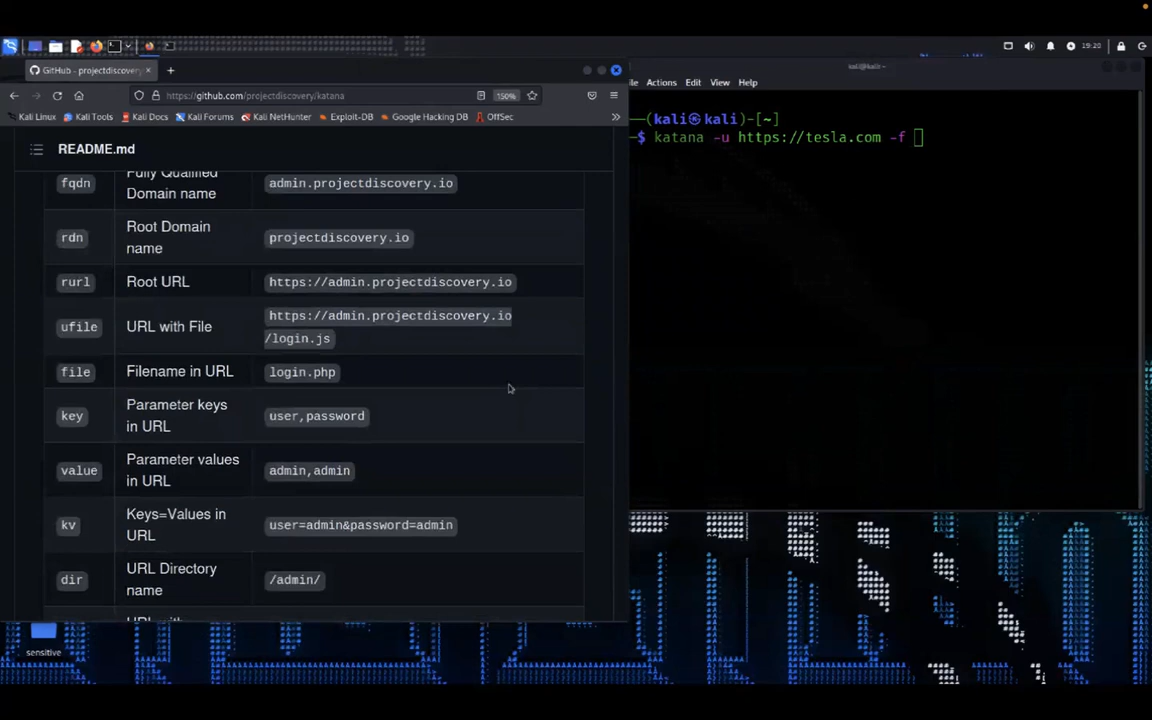 19:20
GitHub - projectdiscovery
https://github.com/projectdiscovery/katana
150%
Kali Linux
Kali Tools
Kali Docs
Kali Forums
Kali NetHunter
Exploit-DB
Google Hacking DB
OffSec
README.md
fqdn
Fully Qualified
Domain name
admin.projectdiscovery.io
rdn
Root Domain
name
projectdiscovery.io
rurl
Root URL
https://admin.projectdiscovery.io
ufile
URL with File
https://admin.projectdiscovery.io
/login.js
file
Filename in URL
login.php
key
Parameter keys
in URL
user,password
value
Parameter values
in URL
admin,admin
kv
Keys=Values in
URL
user=admin&password=admin
dir
URL Directory
name
/admin/
sensitive
kali@kali:~
Actions Edit View Help
(kali㉿kali)-[~]
$ katana -u https://tesla.com -f